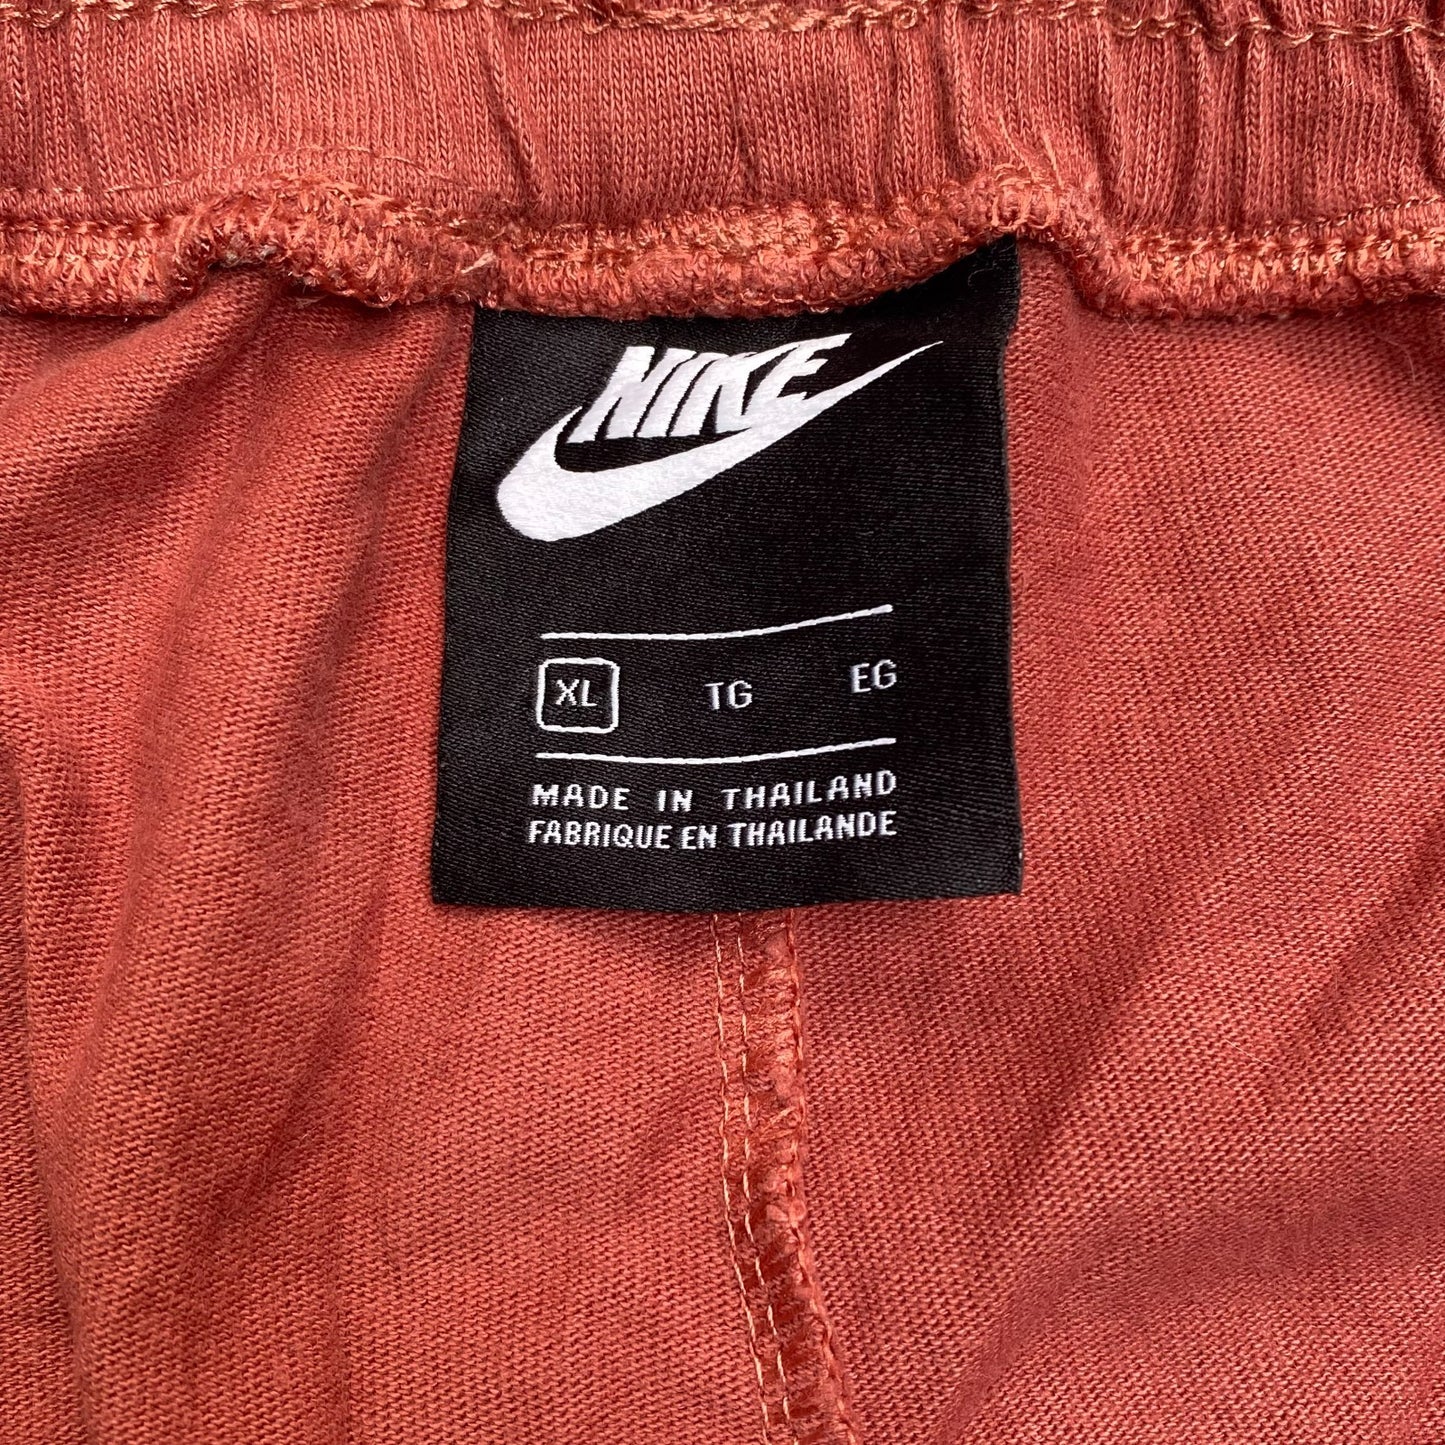 NIKE
XL TG EG
MADE IN THAILAND
FABRIQUE EN THAILANDE